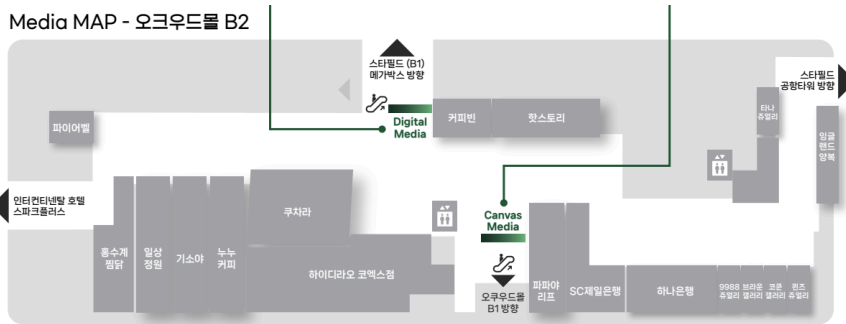 Media MAP - 오크우드몰 B2
스타필드 (B1)
메가박스 방향
스타필드
공항타워 방향
파이어벨
Digital
Media
커피빈
핫스토리
타나
쥬얼리
잉글
랜드
양복
인터컨티넨탈 호텔
스파크플러스
쿠차라
Canvas
Media
홍수계
찜닭
일상
정원
기소야
누누
커피
하이디라오 코엑스점
오쿠우드몰
B1 방향
파파야
리프
SC제일은행
하나은행
9988
쥬얼리
브라운
갤러리
코쿤
갤러리
퀸즈
쥬얼리